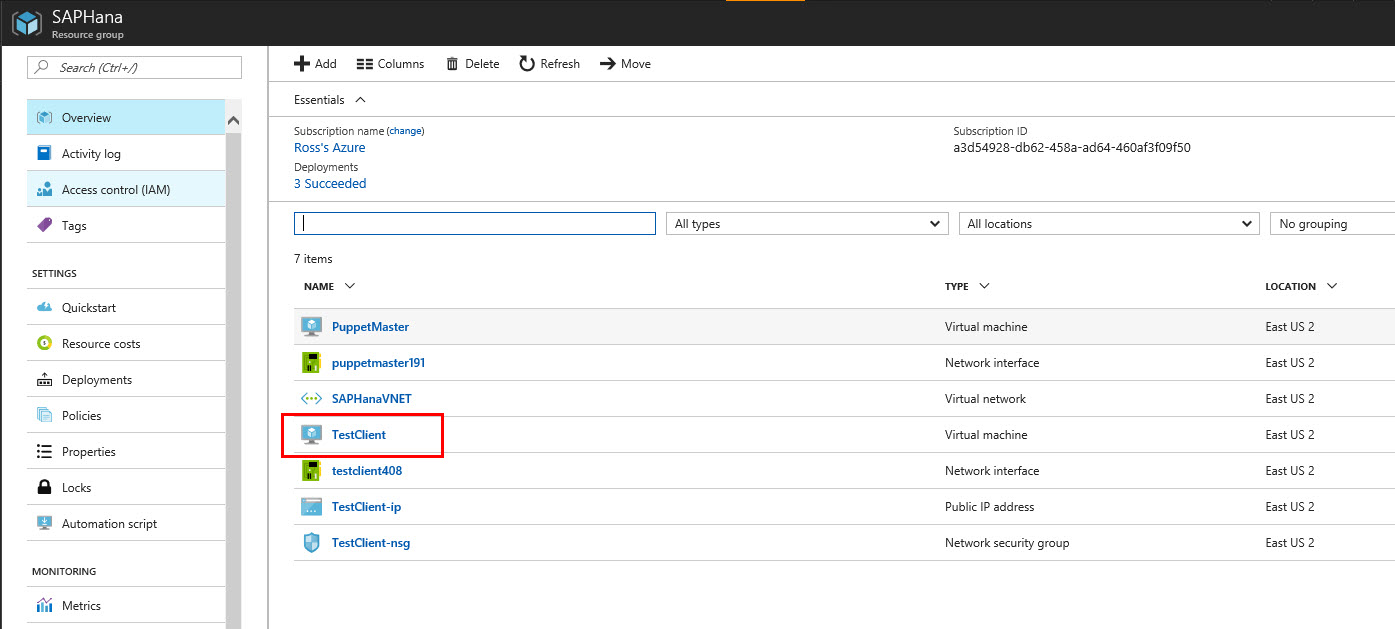 SAPHana
Resource group
Search (Ctrl+/)
Overview
Activity log
Access control (IAM)
Tags
SETTINGS
Quickstart
Resource costs
Deployments
Policies
Properties
Locks
Automation script
MONITORING
Metrics
Add Columns Delete Refresh Move
Essentials
Subscription name (change) Subscription ID
Ross's Azure a3d54928-db62-458a-ad64-460af3f09f50
Deployments
3 Succeeded
All types All locations No grouping
7 items
NAME TYPE LOCATION
PuppetMaster Virtual machine East US 2
puppetmaster191 Network interface East US 2
SAPHanaVNET Virtual network East US 2
TestClient Virtual machine East US 2
testclient408 Network interface East US 2
TestClient-ip Public IP address East US 2
TestClient-nsg Network security group East US 2